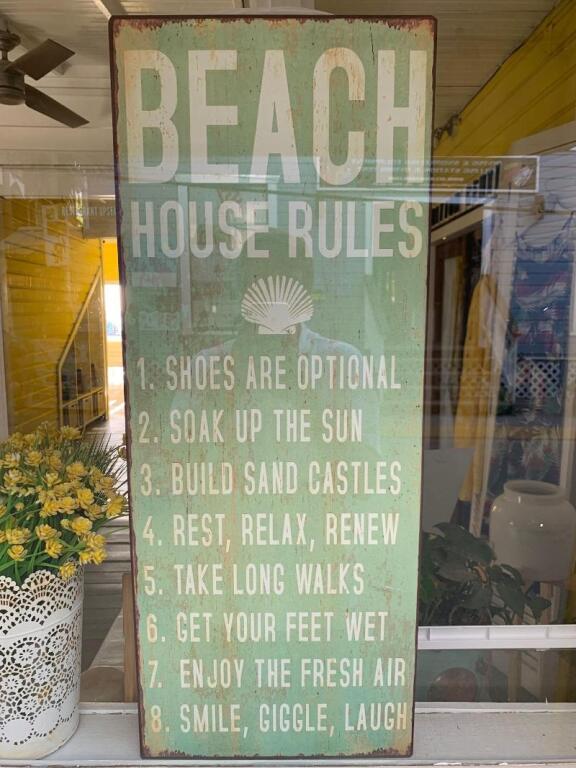 BEACH
HOUSE RULES
1. SHOES ARE OPTIONAL
2. SOAK UP THE SUN
3. BUILD SAND CASTLES
4. REST, RELAX, RENEW
5. TAKE LONG WALKS
6. GET YOUR FEET WET
7. ENJOY THE FRESH AIR
8. SMILE, GIGGLE, LAUGH